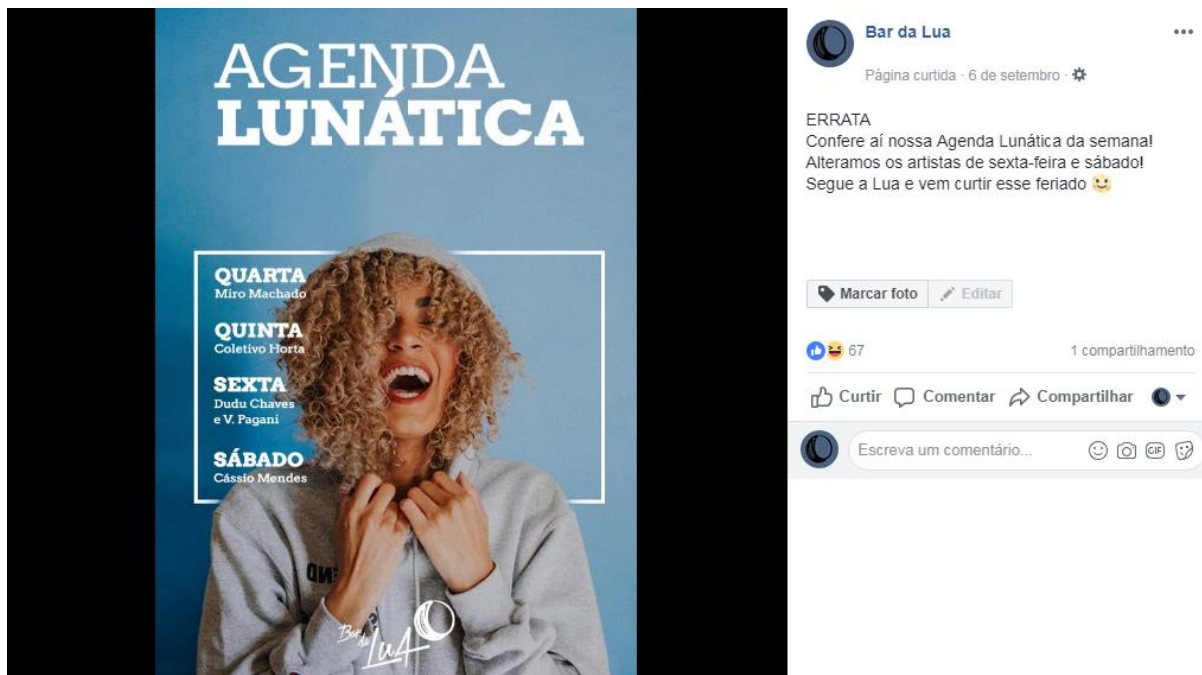 AGENDA
LUNÁTICA
QUARTA
Miro Machado
QUINTA
Coletivo Horta
SEXTA
Dudu Chaves
e V. Pagani
SÁBADO
Cássio Mendes
Bar da Lua
Bar da Lua
Página curtida · 6 de setembro ·
ERRATA
Confere aí nossa Agenda Lunática da semana!
Alteramos os artistas de sexta-feira e sábado!
Segue a Lua e vem curtir esse feriado
Marcar foto Editar
67 1 compartilhamento
Curtir Comentar Compartilhar
Escreva um comentário... GIF